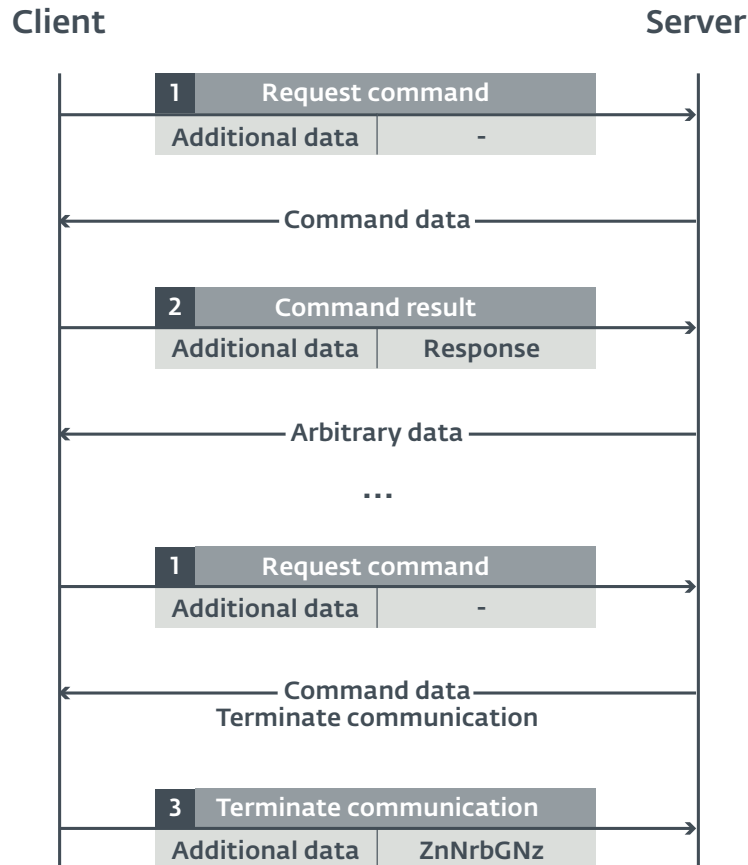 Client Server
1 Request command
Additional data -
Command data
2 Command result
Additional data Response
Arbitrary data
...
1 Request command
Additional data -
Command data
Terminate communication
3 Terminate communication
Additional data ZnNrbGNz